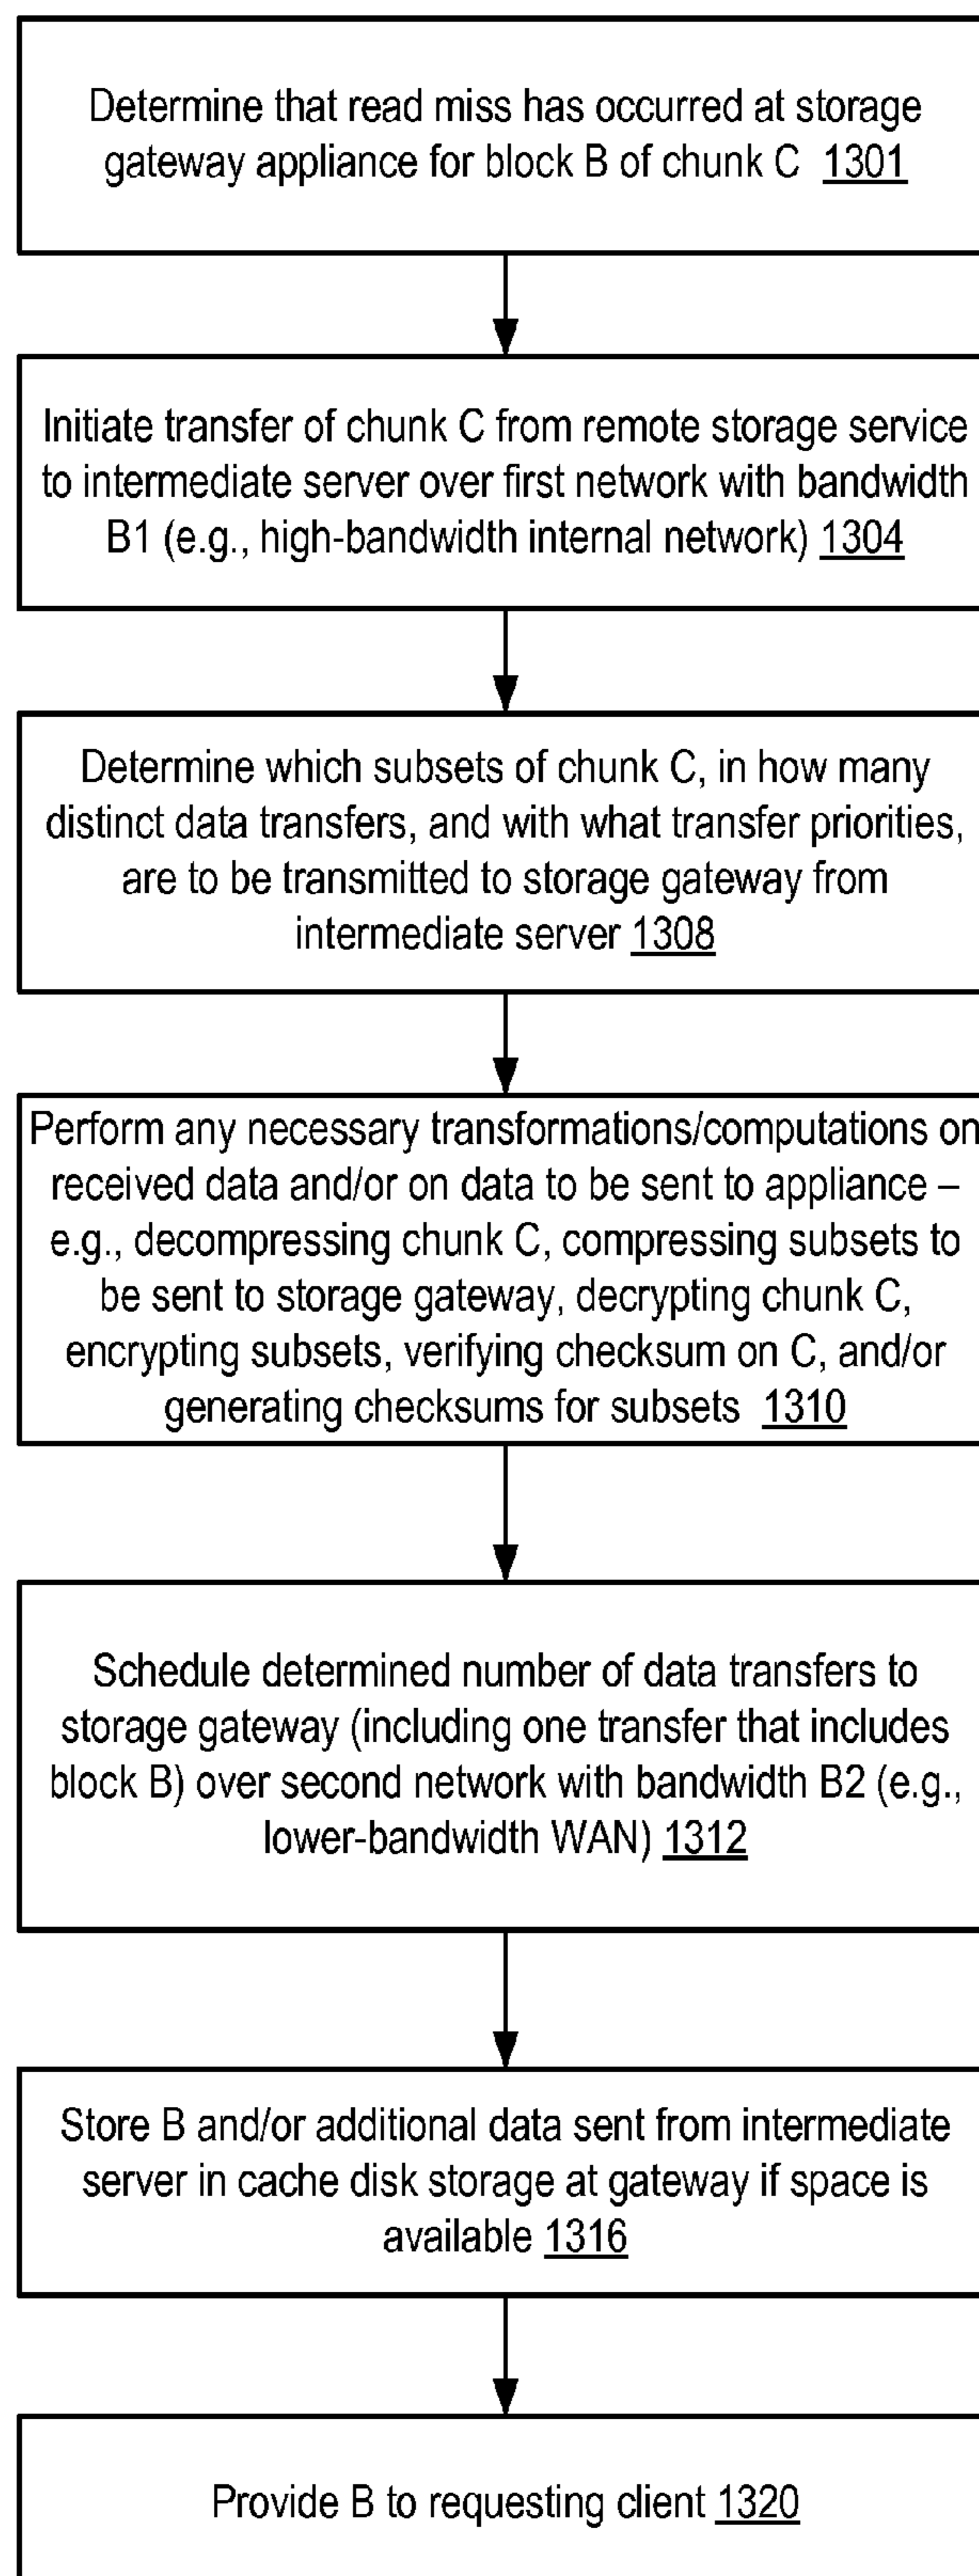 Determine that read miss has occurred at storage
gateway appliance for block B of chunk C 1301
Initiate transfer of chunk C from remote storage service
to intermediate server over first network with bandwidth
B1 (e.g., high-bandwidth internal network) 1304
Determine which subsets of chunk C, in how many
distinct data transfers, and with what transfer priorities,
are to be transmitted to storage gateway from
intermediate server 1308
Perform any necessary transformations/computations on
received data and/or on data to be sent to appliance –
e.g., decompressing chunk C, compressing subsets to
be sent to storage gateway, decrypting chunk C,
encrypting subsets, verifying checksum on C, and/or
generating checksums for subsets 1310
Schedule determined number of data transfers to
storage gateway (including one transfer that includes
block B) over second network with bandwidth B2 (e.g.,
lower-bandwidth WAN) 1312
Store B and/or additional data sent from intermediate
server in cache disk storage at gateway if space is
available 1316
Provide B to requesting client 1320